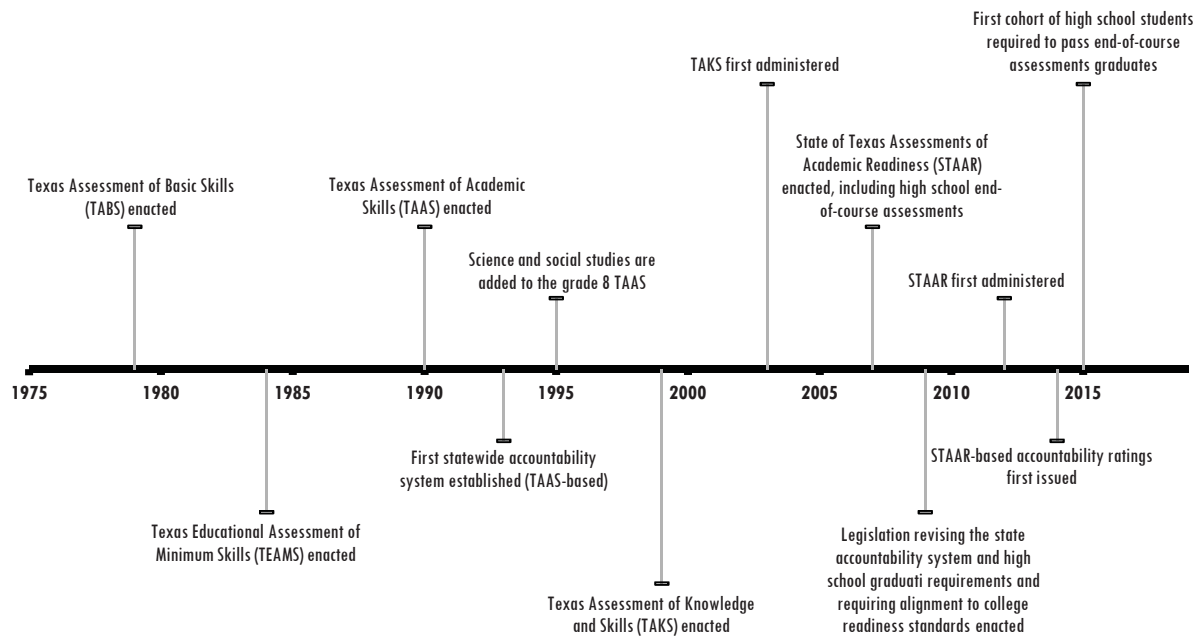 First cohort of high school students
required to pass end-of-course
assessments graduates
TAKS first administered
State of Texas Assessments of
Academic Readiness (STAAR)
enacted, including high school end-
of-course assessments
Texas Assessment of Basic Skills
(TABS) enacted
Texas Assessment of Academic
Skills (TAAS) enacted
Science and social studies are
added to the grade 8 TAAS
STAAR first administered
1975 1980 1985 1990 1995 2000 2005 2010 2015
First statewide accountability
system established (TAAS-based)
STAAR-based accountability ratings
first issued
Texas Educational Assessment of
Minimum Skills (TEAMS) enacted
Legislation revising the state
accountability system and high
school graduati requirements and
requiring alignment to college
readiness standards enacted
Texas Assessment of Knowledge
and Skills (TAKS) enacted